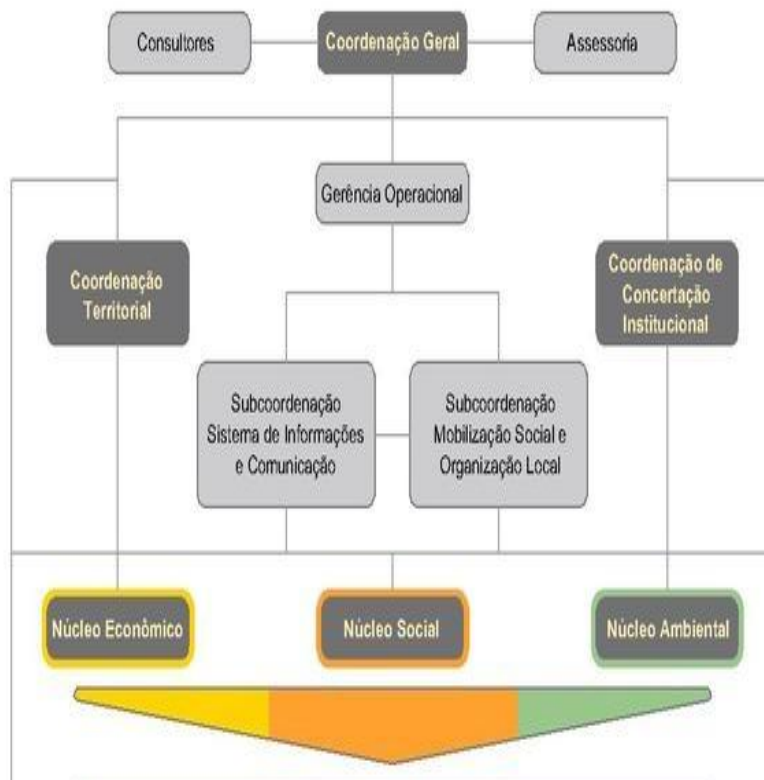 Consultores
Coordenação Geral
Assessoria
Gerência Operacional
Coordenação
Territorial
Coordenação de
Concertação
Institucional
Subcoordenação
Sistema de Informações
e Comunicação
Subcoordenação
Mobilização Social e
Organização Local
Núcleo Econômico
Núcleo Social
Núcleo Ambiental